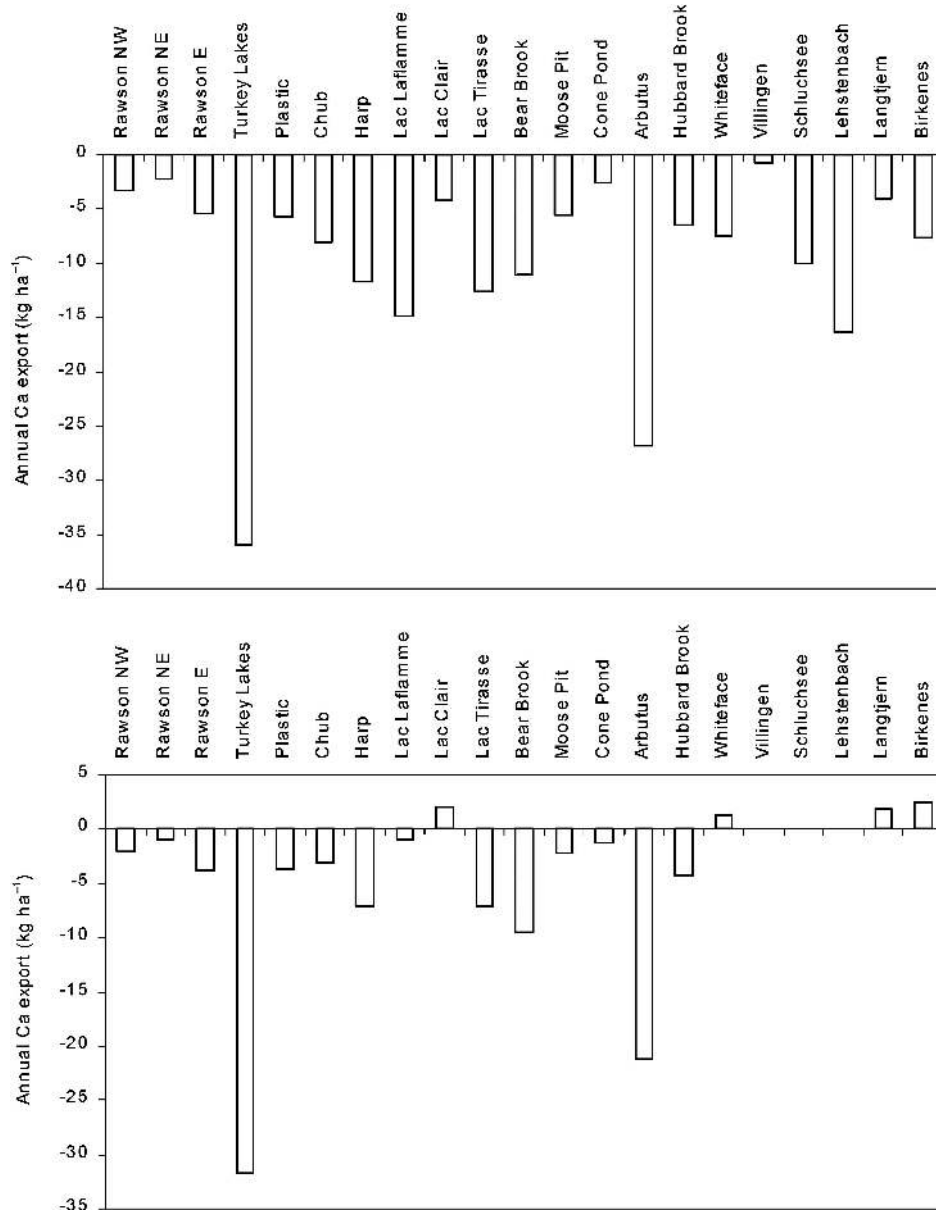 Rawson NW
Rawson NE
Rawson E
Turkey Lakes
Plastic
Chub
Harp
Lac Laflamme
Lac Clair
Lac Tirasse
Bear Brook
Moose Pit
Cone Pond
Arbutus
Hubbard Brook
Whiteface
Villingen
Schluchsee
Lehstenbach
Langtjern
Birkenes
0
-5
-10
-15
-20
-25
-30
-35
-40
Annual Ca export (kg ha⁻¹)
Rawson NW
Rawson NE
Rawson E
Turkey Lakes
Plastic
Chub
Harp
Lac Laflamme
Lac Clair
Lac Tirasse
Bear Brook
Moose Pit
Cone Pond
Arbutus
Hubbard Brook
Whiteface
Villingen
Schluchsee
Lehstenbach
Langtjern
Birkenes
5
0
-5
-10
-15
-20
-25
-30
-35
Annual Ca export (kg ha⁻¹)